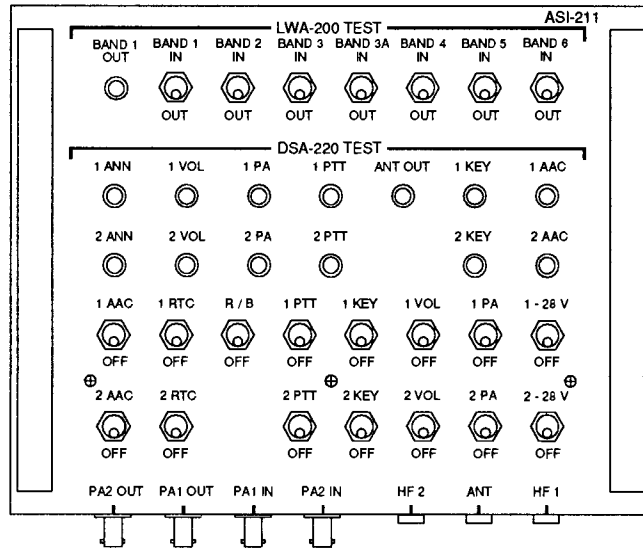 ASI-211
LWA-200 TEST
BAND 1 OUT BAND 1 IN BAND 2 IN BAND 3 IN BAND 3A IN BAND 4 IN BAND 5 IN BAND 6 IN
OUT OUT OUT OUT OUT OUT OUT
DSA-220 TEST
1 ANN 1 VOL 1 PA 1 PTT ANT OUT 1 KEY 1 AAC
2 ANN 2 VOL 2 PA 2 PTT 2 KEY 2 AAC
1 AAC 1 RTC R / B 1 PTT 1 KEY 1 VOL 1 PA 1 - 28 V
OFF OFF OFF OFF OFF OFF OFF OFF
2 AAC 2 RTC 2 PTT 2 KEY 2 VOL 2 PA 2 - 28 V
OFF OFF OFF OFF OFF OFF OFF
PA2 OUT PA1 OUT PA1 IN PA2 IN HF 2 ANT HF 1